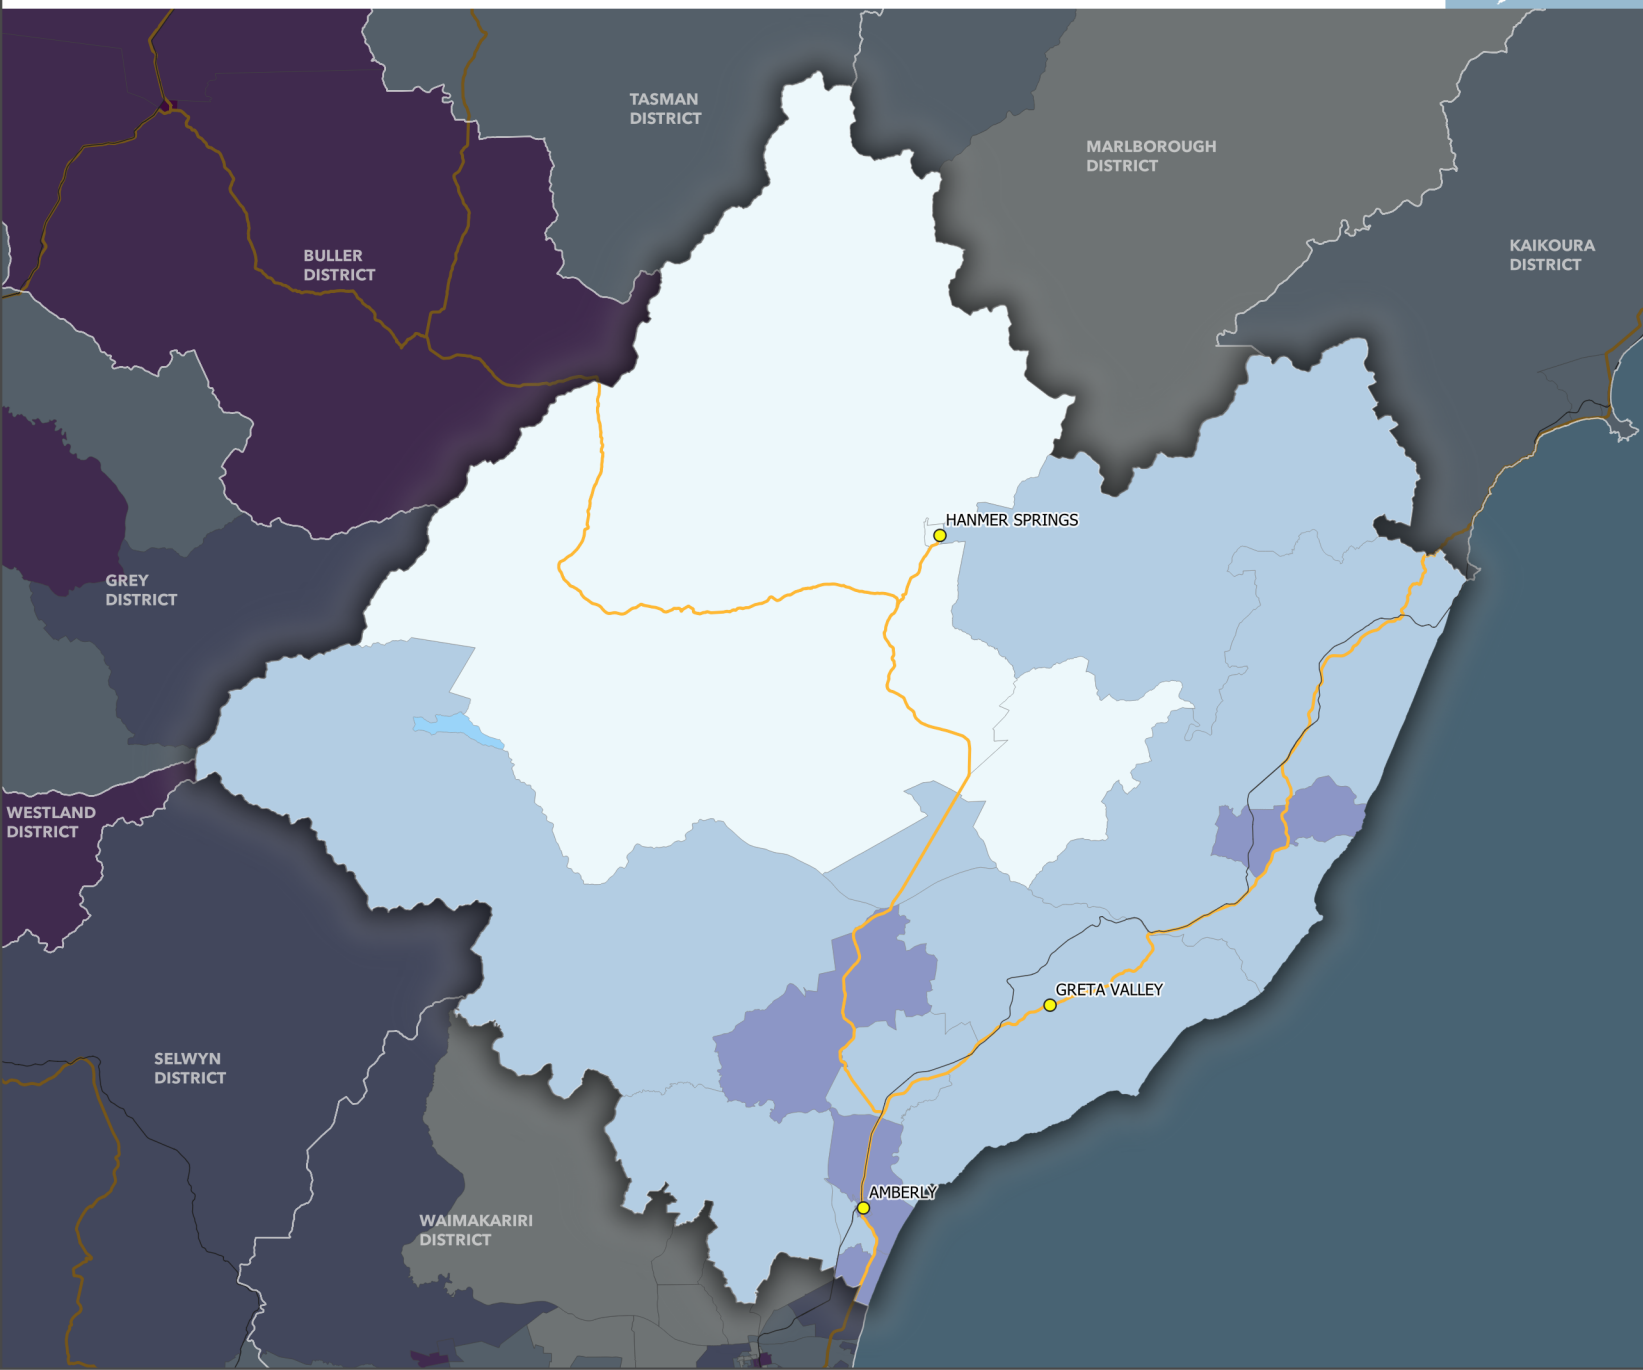 TASMAN
DISTRICT
MARLBOROUGH
DISTRICT
BULLER
DISTRICT
KAIKOURA
DISTRICT
HANMER SPRINGS
GREY
DISTRICT
WESTLAND
DISTRICT
GRETA VALLEY
SELWYN
DISTRICT
AMBERLY
WAIMAKARIRI
DISTRICT